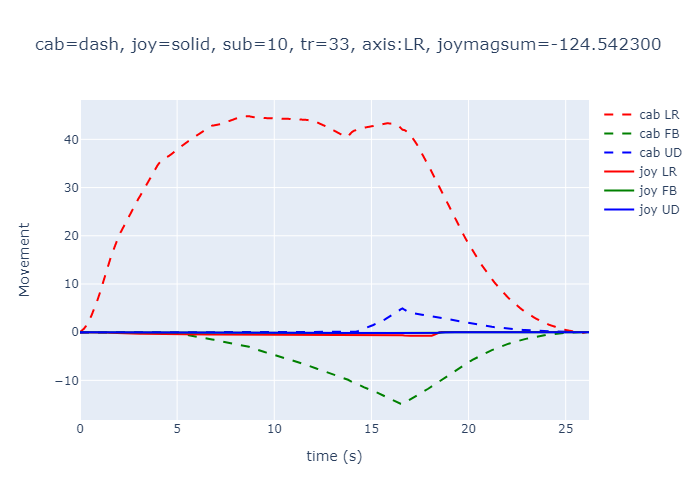 cab=dash, joy=solid, sub=10, tr=33, axis:LR, joymagsum=-124.542300
cab LR
cab FB
cab UD
joy LR
joy FB
joy UD
Movement
40
30
20
10
0
−10
0
5
10
15
20
25
time (s)